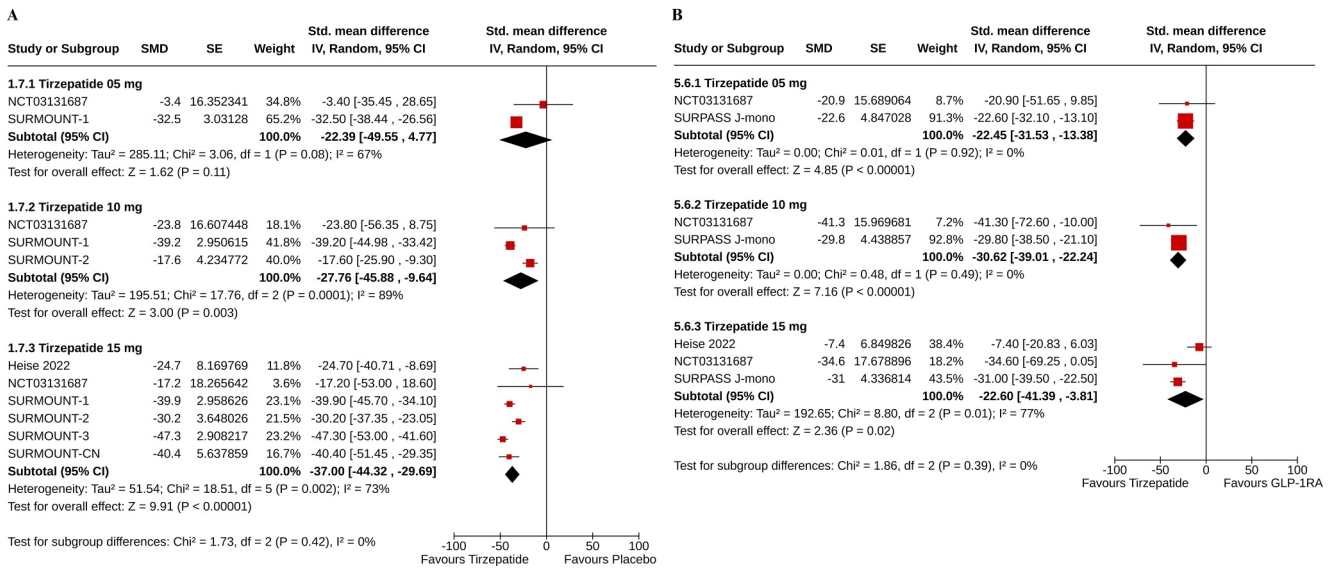 A
Std. mean difference Std. mean difference
Study or Subgroup SMD SE Weight IV, Random, 95% CI IV, Random, 95% CI
1.7.1 Tirzepatide 05 mg
NCT03131687 -3.4 16.352341 34.8% -3.40 [-35.45 , 28.65]
SURMOUNT-1 -32.5 3.03128 65.2% -32.50 [-38.44 , -26.56]
Subtotal (95% CI) 100.0% -22.39 [-49.55 , 4.77]
Heterogeneity: Tau² = 285.11; Chi² = 3.06, df = 1 (P = 0.08); I² = 67%
Test for overall effect: Z = 1.62 (P = 0.11)
1.7.2 Tirzepatide 10 mg
NCT03131687 -23.8 16.607448 18.1% -23.80 [-56.35 , 8.75]
SURMOUNT-1 -39.2 2.950615 41.8% -39.20 [-44.98 , -33.42]
SURMOUNT-2 -17.6 4.234772 40.0% -17.60 [-25.90 , -9.30]
Subtotal (95% CI) 100.0% -27.76 [-45.88 , -9.64]
Heterogeneity: Tau² = 195.51; Chi² = 17.76, df = 2 (P = 0.0001); I² = 89%
Test for overall effect: Z = 3.00 (P = 0.003)
1.7.3 Tirzepatide 15 mg
Heise 2022 -24.7 8.169769 11.8% -24.70 [-40.71 , -8.69]
NCT03131687 -17.2 18.265642 3.6% -17.20 [-53.00 , 18.60]
SURMOUNT-1 -39.9 2.958626 23.1% -39.90 [-45.70 , -34.10]
SURMOUNT-2 -30.2 3.648026 21.5% -30.20 [-37.35 , -23.05]
SURMOUNT-3 -47.3 2.908217 23.2% -47.30 [-53.00 , -41.60]
SURMOUNT-CN -40.4 5.637859 16.7% -40.40 [-51.45 , -29.35]
Subtotal (95% CI) 100.0% -37.00 [-44.32 , -29.69]
Heterogeneity: Tau² = 51.54; Chi² = 18.51, df = 5 (P = 0.002); I² = 73%
Test for overall effect: Z = 9.91 (P < 0.00001)
Test for subgroup differences: Chi² = 1.73, df = 2 (P = 0.42), I² = 0%
-100 -50 0 50 100
Favours Tirzepatide Favours Placebo
B
Std. mean difference Std. mean difference
Study or Subgroup SMD SE Weight IV, Random, 95% CI IV, Random, 95% CI
5.6.1 Tirzepatide 05 mg
NCT03131687 -20.9 15.689064 8.7% -20.90 [-51.65 , 9.85]
SURPASS J-mono -22.6 4.847028 91.3% -22.60 [-32.10 , -13.10]
Subtotal (95% CI) 100.0% -22.45 [-31.53 , -13.38]
Heterogeneity: Tau² = 0.00; Chi² = 0.01, df = 1 (P = 0.92); I² = 0%
Test for overall effect: Z = 4.85 (P < 0.00001)
5.6.2 Tirzepatide 10 mg
NCT03131687 -41.3 15.969681 7.2% -41.30 [-72.60 , -10.00]
SURPASS J-mono -29.8 4.438857 92.8% -29.80 [-38.50 , -21.10]
Subtotal (95% CI) 100.0% -30.62 [-39.01 , -22.24]
Heterogeneity: Tau² = 0.00; Chi² = 0.48, df = 1 (P = 0.49); I² = 0%
Test for overall effect: Z = 7.16 (P < 0.00001)
5.6.3 Tirzepatide 15 mg
Heise 2022 -7.4 6.849826 38.4% -7.40 [-20.83 , 6.03]
NCT03131687 -34.6 17.678896 18.2% -34.60 [-69.25 , 0.05]
SURPASS J-mono -31 4.336814 43.5% -31.00 [-39.50 , -22.50]
Subtotal (95% CI) 100.0% -22.60 [-41.39 , -3.81]
Heterogeneity: Tau² = 192.65; Chi² = 8.80, df = 2 (P = 0.01); I² = 77%
Test for overall effect: Z = 2.36 (P = 0.02)
Test for subgroup differences: Chi² = 1.86, df = 2 (P = 0.39), I² = 0%
-100 -50 0 50 100
Favours Tirzepatide Favours GLP-1RA